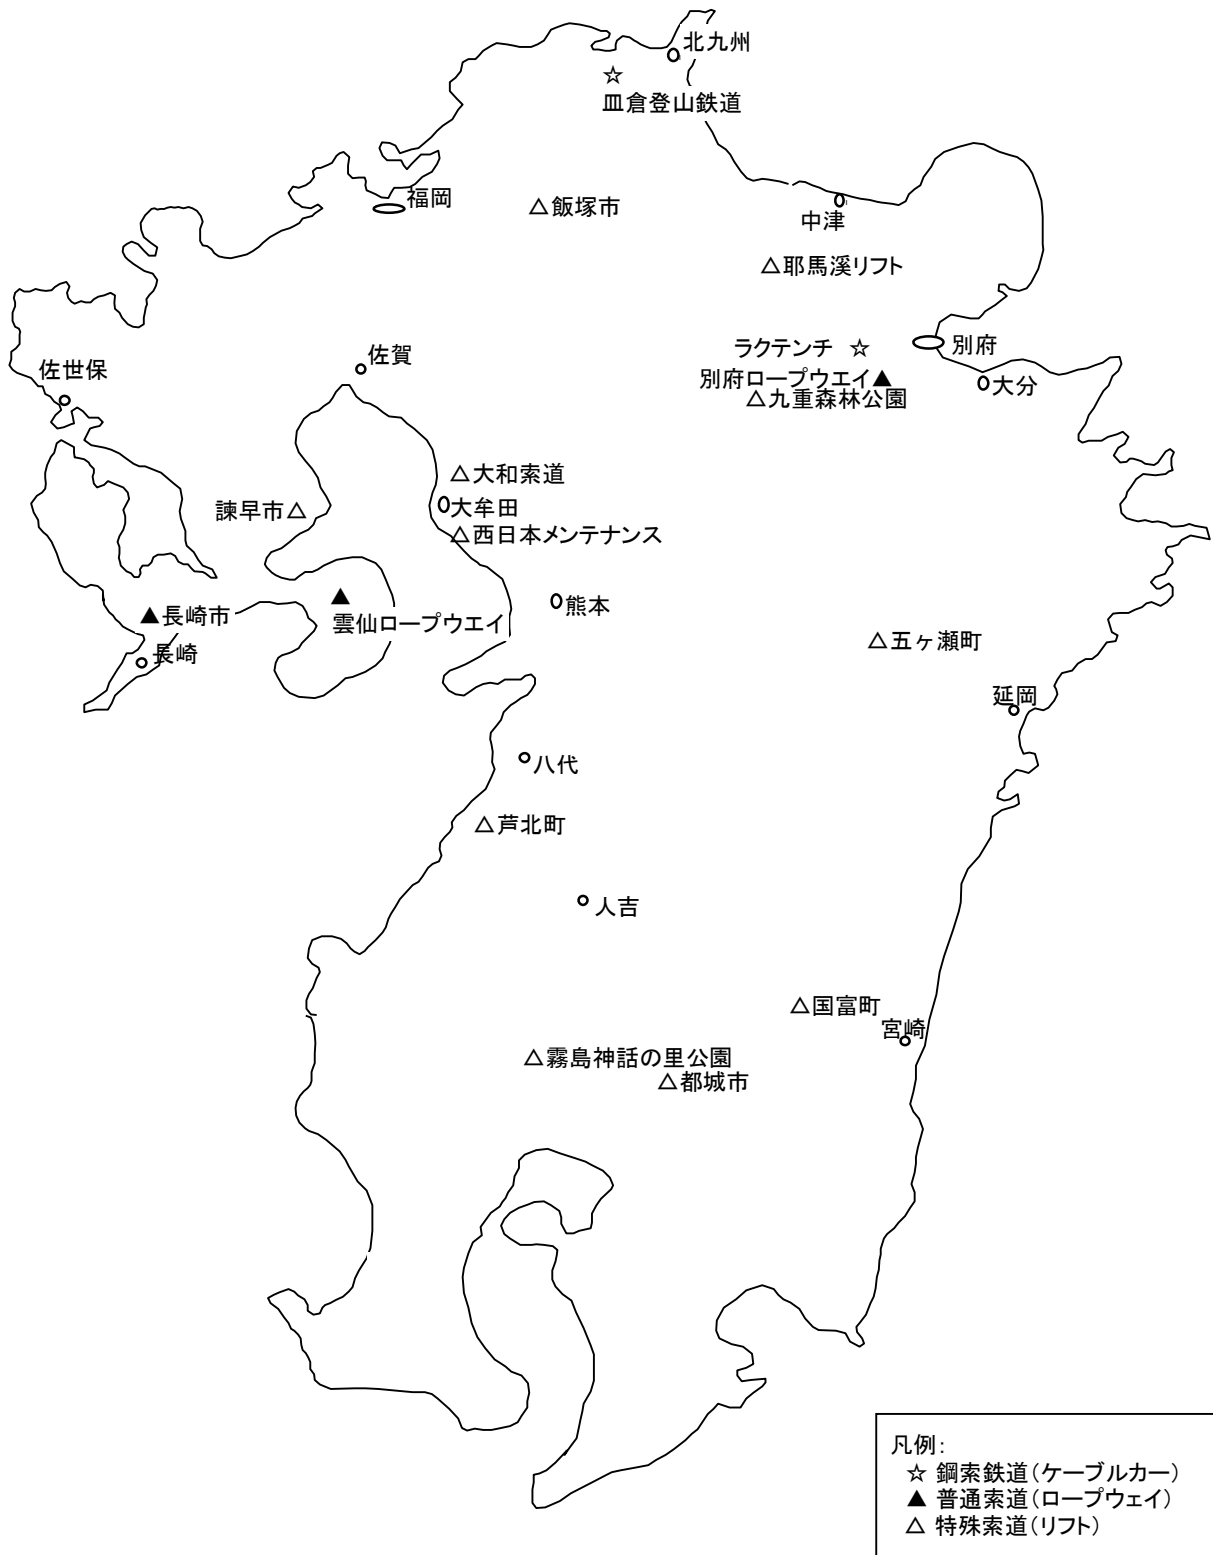 北九州
☆
皿倉登山鉄道
福岡
△飯塚市
中津
△耶馬溪リフト
ラクテンチ ☆
別府
佐賀
佐世保
別府ロープウエイ▲
大分
△九重森林公園
△大和索道
諫早市△
大牟田
△西日本メンテナンス
▲
熊本
▲長崎市
雲仙ロープウエイ
長崎
△五ヶ瀬町
延岡
八代
△芦北町
人吉
△国富町
宮崎
△霧島神話の里公園
△都城市
凡例:
☆ 鋼索鉄道(ケーブルカー)
▲ 普通索道(ロープウェイ)
△ 特殊索道(リフト)